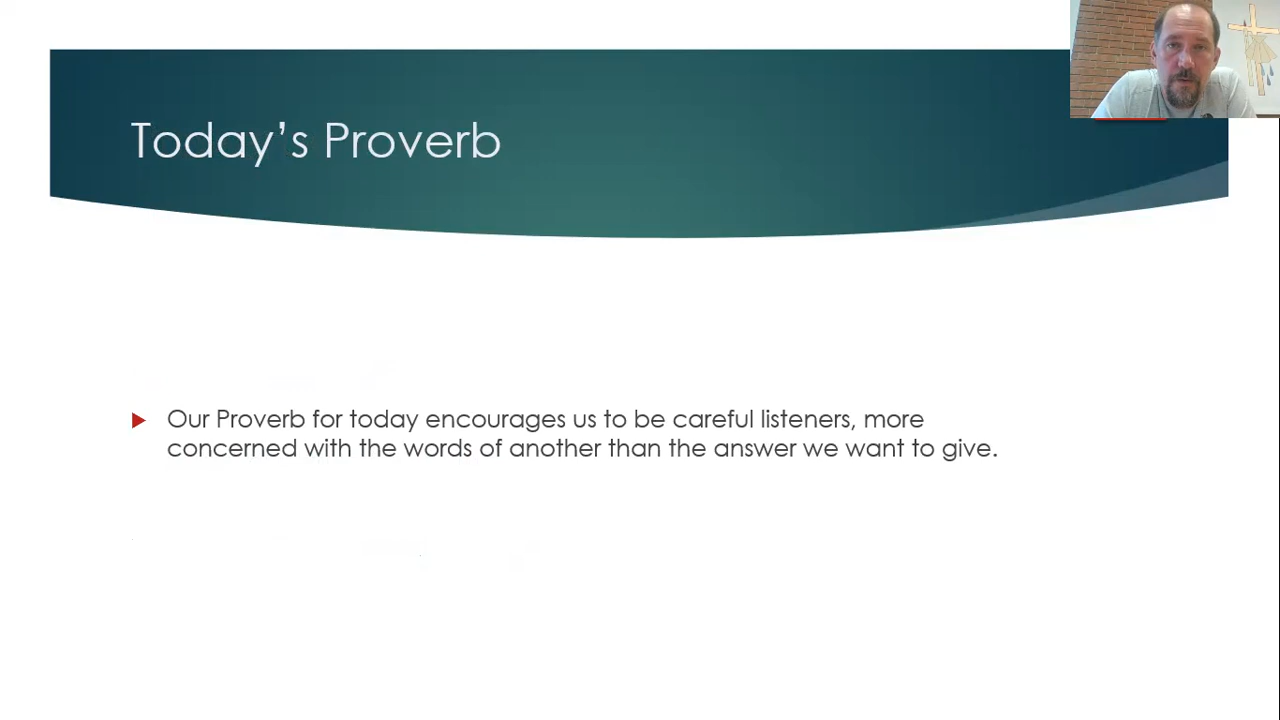 Today’s Proverb
Our Proverb for today encourages us to be careful listeners, more
concerned with the words of another than the answer we want to give.